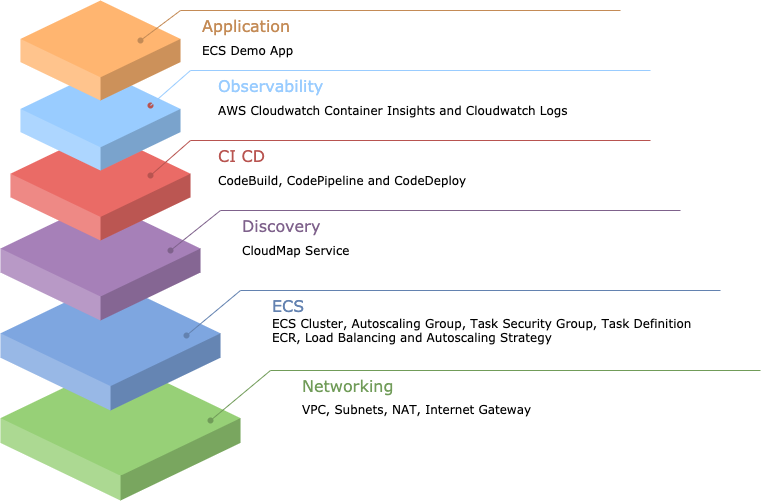 Application
ECS Demo App
Observability
AWS Cloudwatch Container Insights and Cloudwatch Logs
CI CD
CodeBuild, CodePipeline and CodeDeploy
Discovery
CloudMap Service
ECS
ECS Cluster, Autoscaling Group, Task Security Group, Task Definition
ECR, Load Balancing and Autoscaling Strategy
Networking
VPC, Subnets, NAT, Internet Gateway